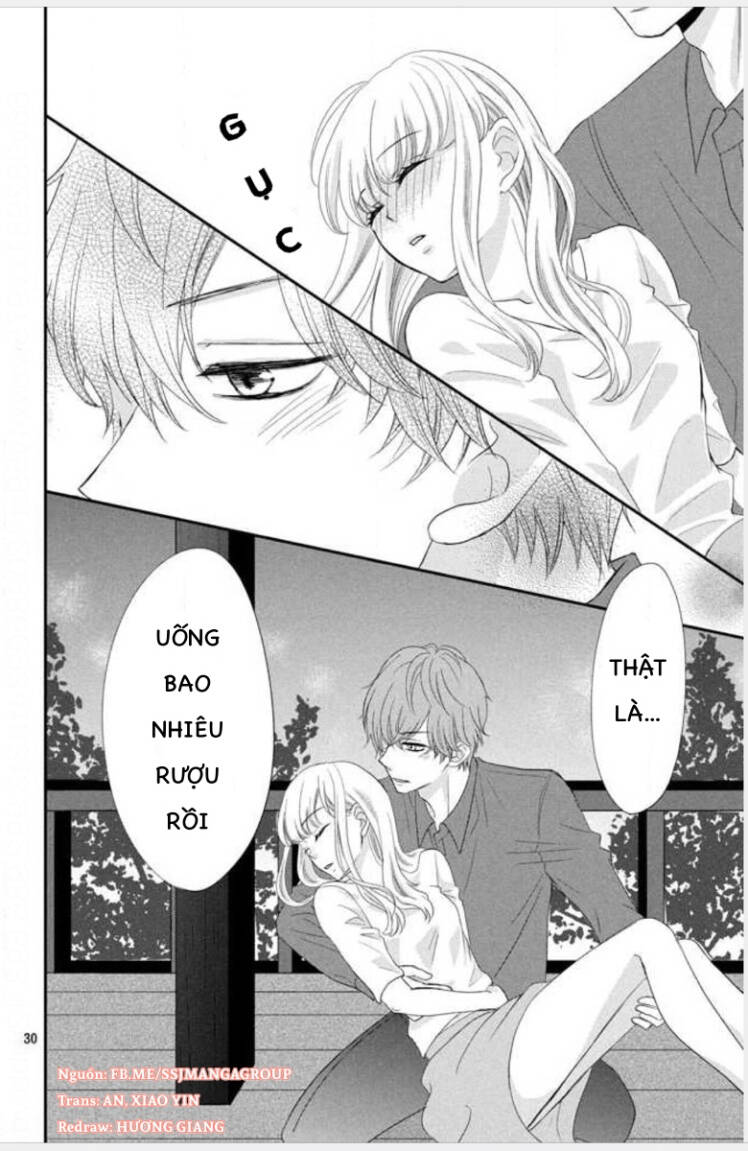 GỤC
THẬT
LÀ...
UỐNG
BAO
NHIÊU
RƯỢU
RỒI
30
Nguồn: FB.ME/SSJMANGAGROUP
Trans: AN, XIAO YIN
Redraw: HƯƠNG GIANG